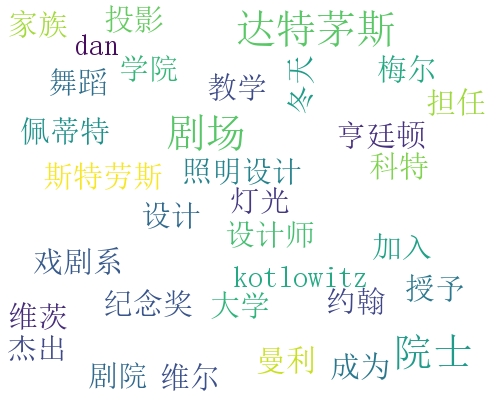 家族 投影 达特茅斯
dan
舞蹈 学院 教学 冬天 梅尔
担任
佩蒂特 剧场 亨廷顿
斯特劳斯 照明设计 科特
灯光
设计 设计师
戏剧系 加入
kotlowitz
维茨 纪念奖 大学 约翰 授予
杰出 剧院 维尔 曼利 成为 院士